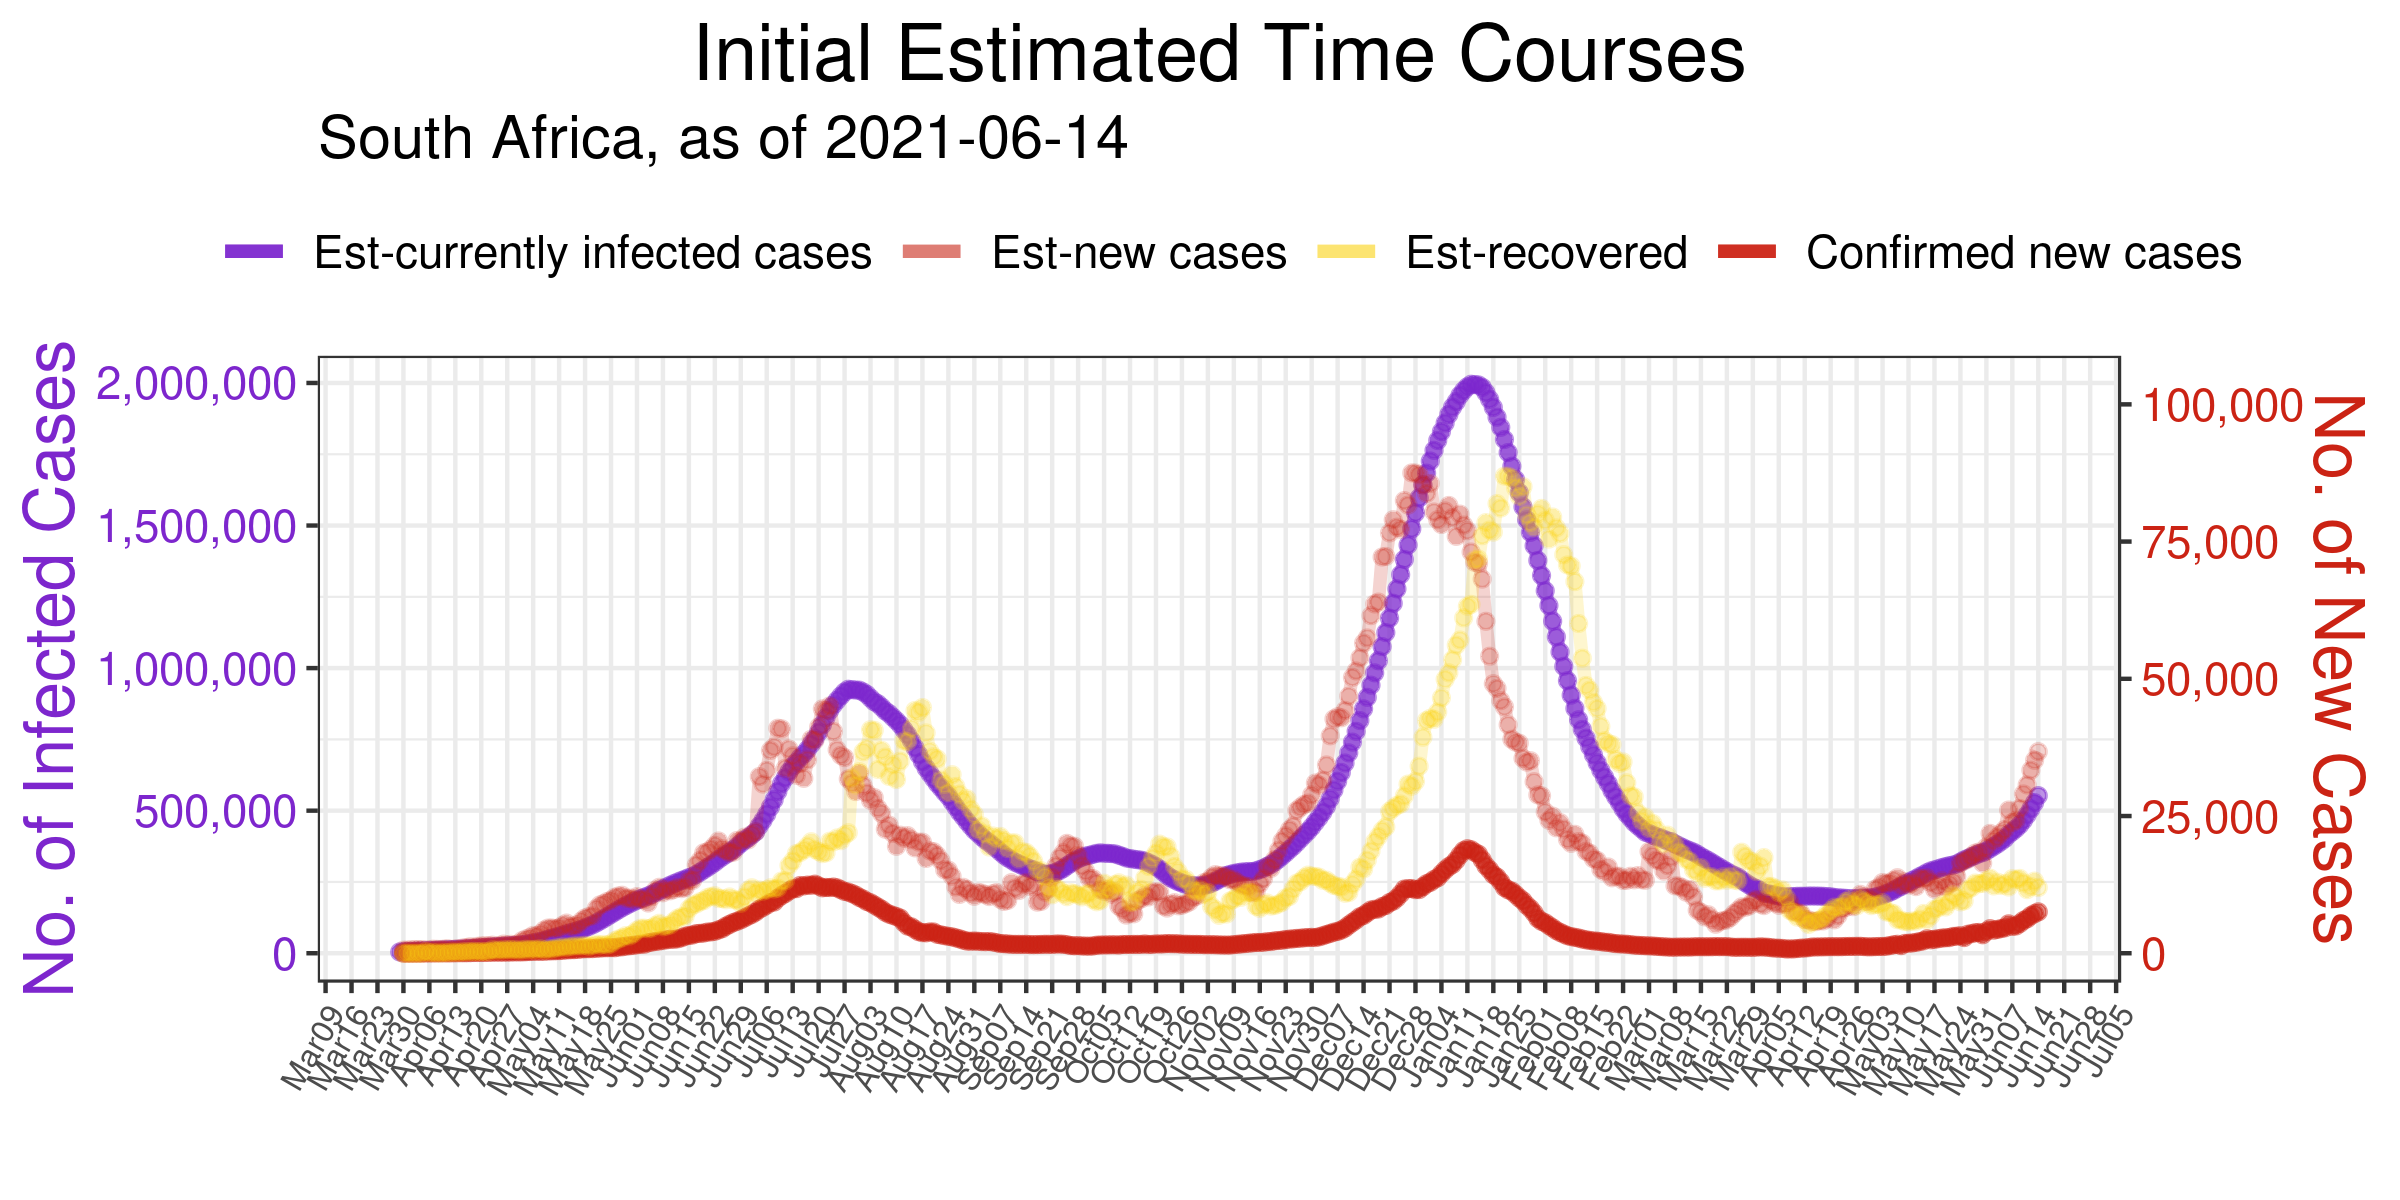 Initial Estimated Time Courses
South Africa, as of 2021-06-14
Est-currently infected cases
Est-new cases
Est-recovered
Confirmed new cases
No. of Infected Cases
2,000,000
1,500,000
1,000,000
500,000
0
100,000
75,000
50,000
25,000
0
No. of New Cases
Mar09
Mar16
Mar23
Mar30
Apr06
Apr13
Apr20
Apr27
May04
May11
May18
May25
Jun01
Jun08
Jun15
Jun22
Jun29
Jul06
Jul13
Jul20
Jul27
Aug03
Aug10
Aug17
Aug24
Aug31
Sep07
Sep14
Sep21
Sep28
Oct05
Oct12
Oct19
Oct26
Nov02
Nov09
Nov16
Nov23
Nov30
Dec07
Dec14
Dec21
Dec28
Jan04
Jan11
Jan18
Jan25
Feb01
Feb08
Feb15
Feb22
Mar01
Mar08
Mar15
Mar22
Mar29
Apr05
Apr12
Apr19
Apr26
May03
May10
May17
May24
May31
Jun07
Jun14
Jun21
Jun28
Jul05